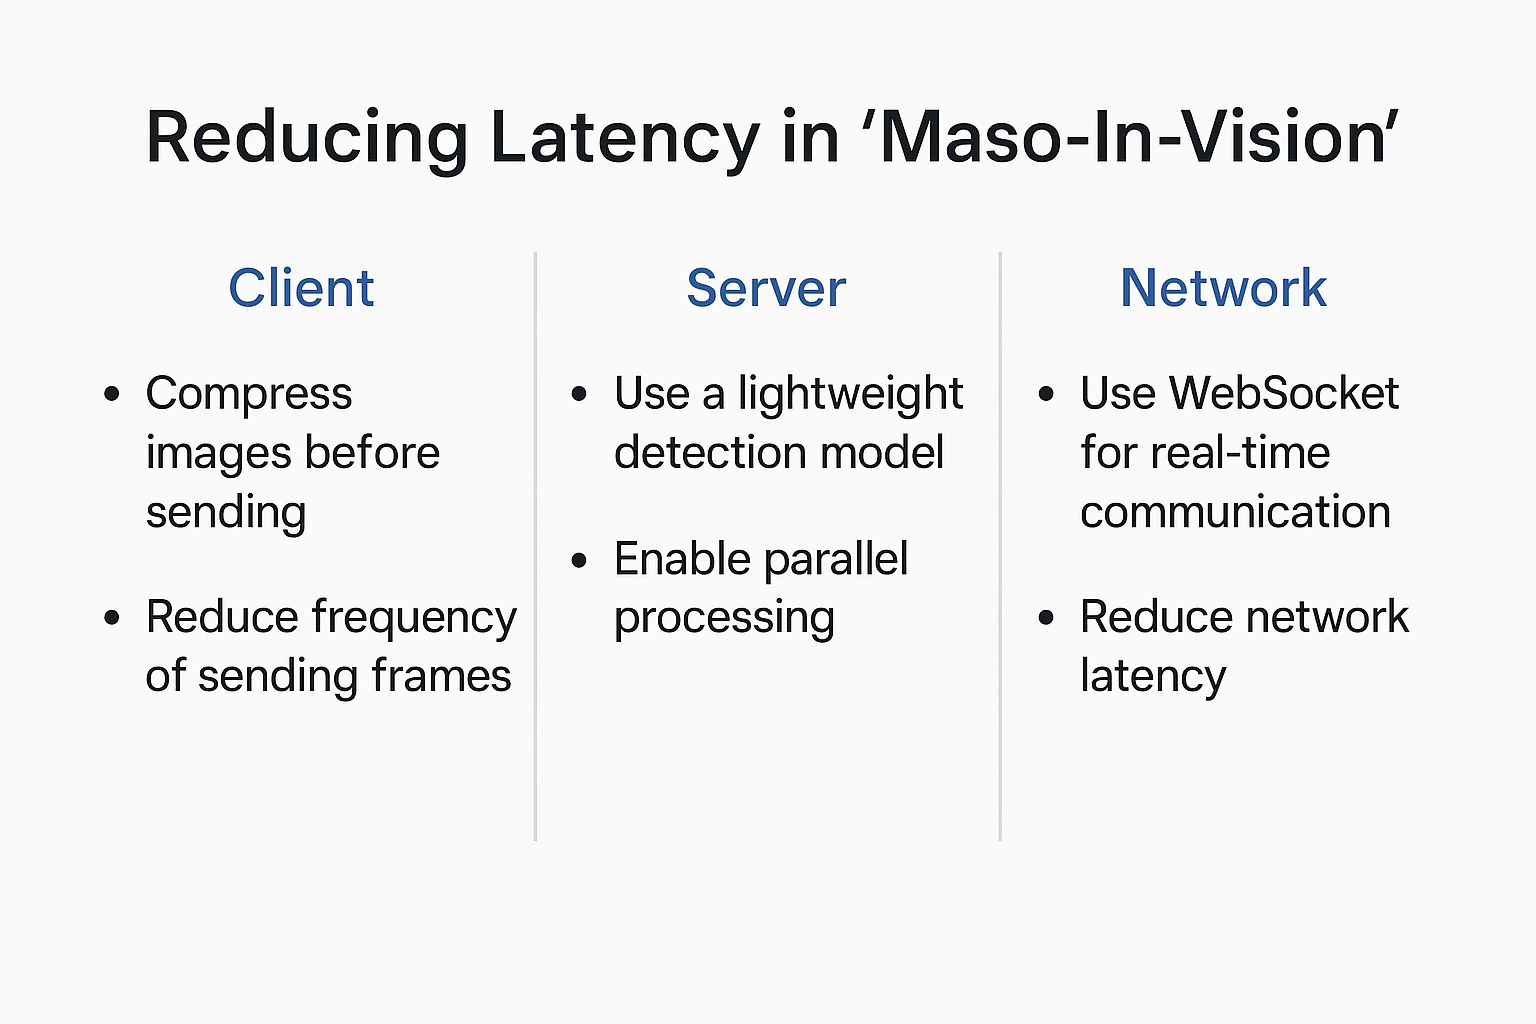 Reducing Latency in ‘Maso-In-Vision’
Client
• Compress
images before
sending
• Reduce frequency
of sending frames
Server
• Use a lightweight
detection model
• Enable parallel
processing
Network
• Use WebSocket
for real-time
communication
• Reduce network
latency